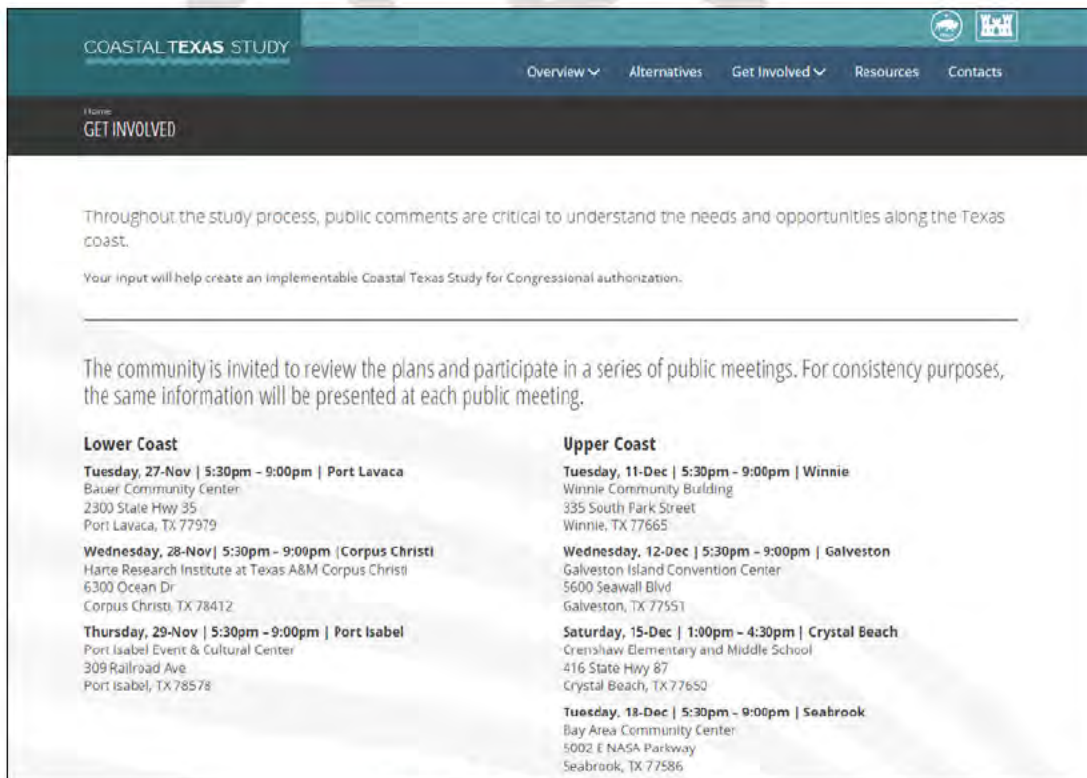 COASTAL TEXAS STUDY
Overview Alternatives Get Involved Resources Contacts
Home
GET INVOLVED
Throughout the study process, public comments are critical to understand the needs and opportunities along the Texas
coast.
Your input will help create an implementable Coastal Texas Study for Congressional authorization.
The community is invited to review the plans and participate in a series of public meetings. For consistency purposes,
the same information will be presented at each public meeting.
Lower Coast
Tuesday, 27-Nov | 5:30pm – 9:00pm | Port Lavaca
Bauer Community Center
2300 State Hwy 35
Port Lavaca, TX 77979
Wednesday, 28-Nov| 5:30pm – 9:00pm |Corpus Christi
Harte Research Institute at Texas A&M Corpus Christi
6300 Ocean Dr
Corpus Christi, TX 78412
Thursday, 29-Nov | 5:30pm – 9:00pm | Port Isabel
Port Isabel Event & Cultural Center
309 Railroad Ave
Port Isabel, TX 78578
Upper Coast
Tuesday, 11-Dec | 5:30pm – 9:00pm | Winnie
Winnie Community Building
335 South Park Street
Winnie, TX 77665
Wednesday, 12-Dec | 5:30pm – 9:00pm | Galveston
Galveston Island Convention Center
5600 Seawall Blvd
Galveston, TX 77551
Saturday, 15-Dec | 1:00pm – 4:30pm | Crystal Beach
Crenshaw Elementary and Middle School
416 State Hwy 87
Crystal Beach, TX 77650
Tuesday, 18-Dec | 5:30pm – 9:00pm | Seabrook
Bay Area Community Center
5002 E NASA Parkway
Seabrook, TX 77586